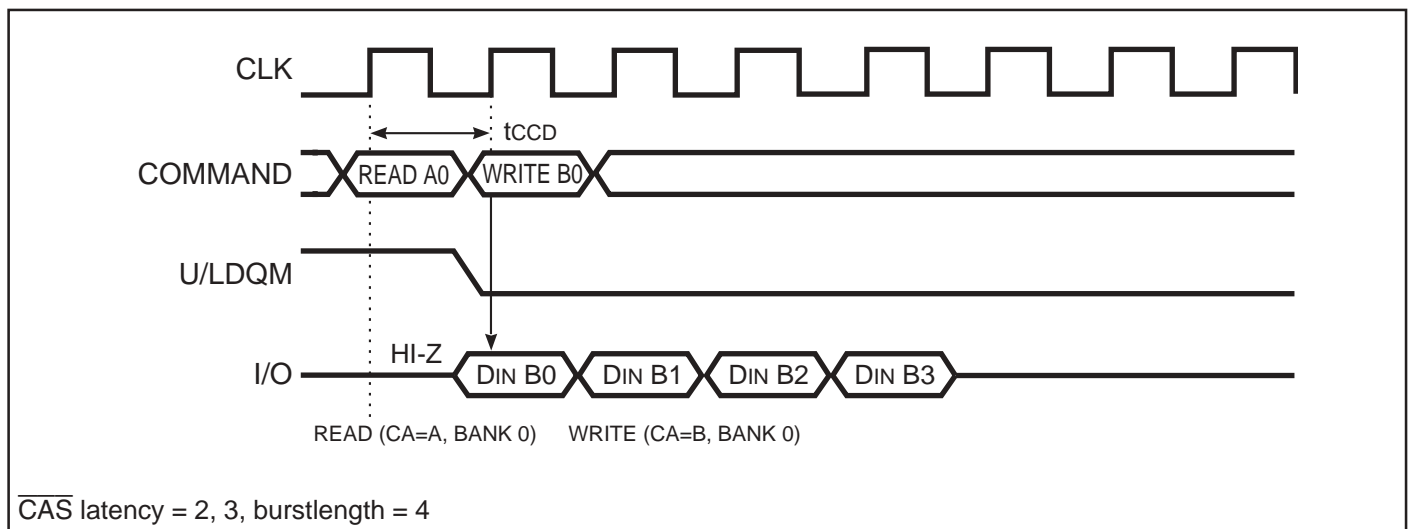 CLK
tCCD
COMMAND READ A0 WRITE B0
U/LDQM
HI-Z
I/O DIN B0 DIN B1 DIN B2 DIN B3
READ (CA=A, BANK 0) WRITE (CA=B, BANK 0)
CAS latency = 2, 3, burstlength = 4